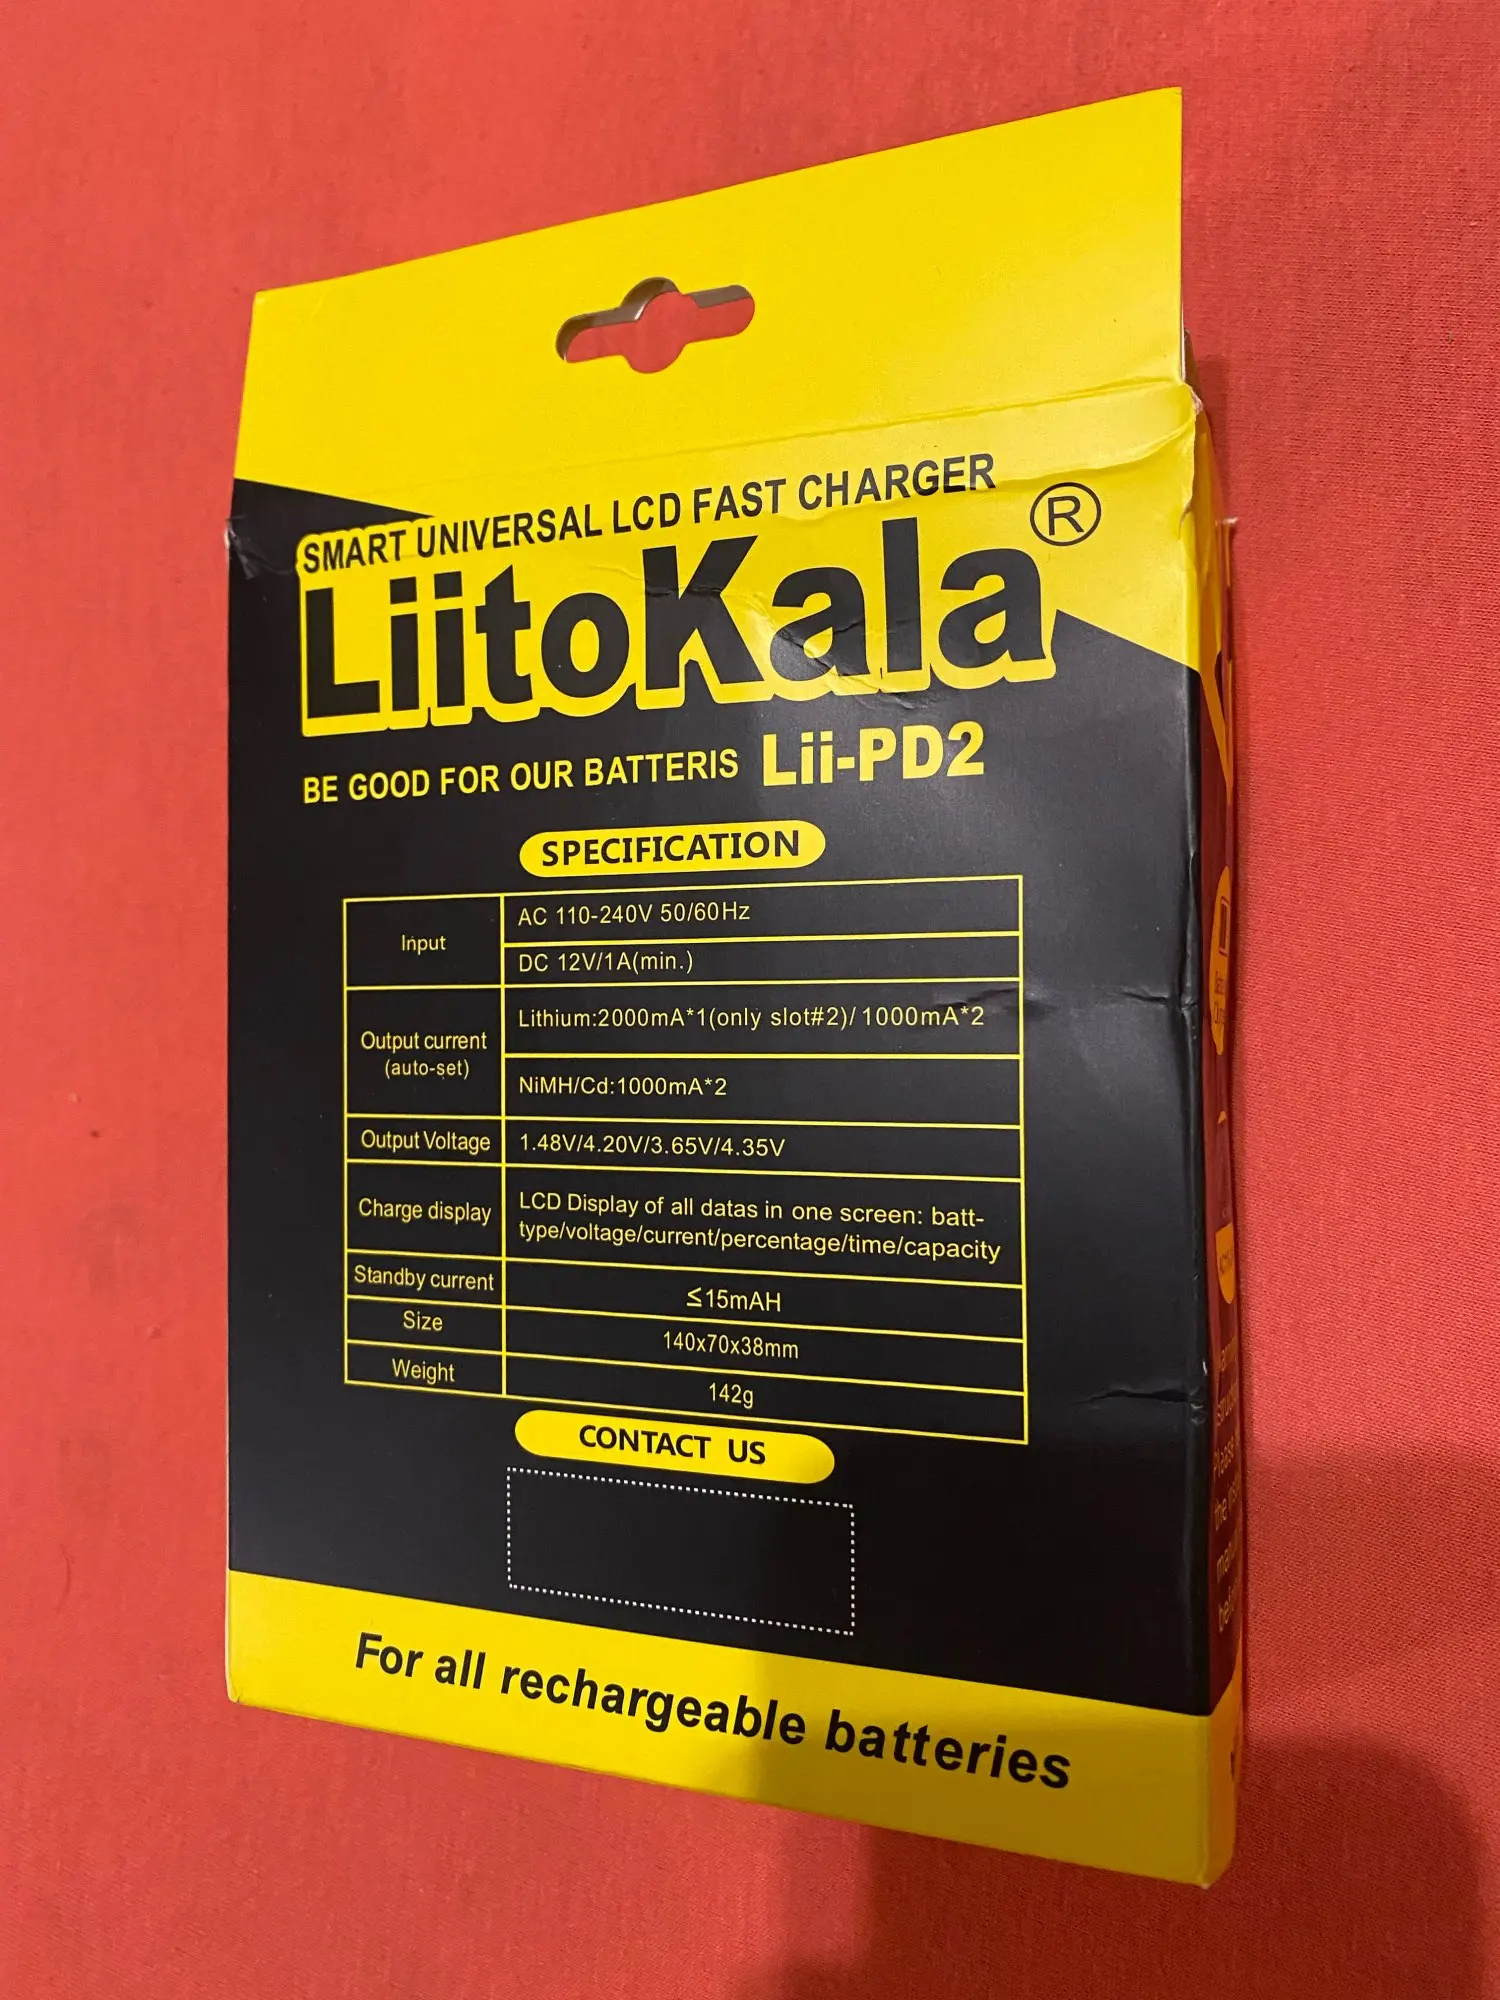 SMART UNIVERSAL LCD FAST CHARGER
LiitoKala®
BE GOOD FOR OUR BATTERIS Lii-PD2
SPECIFICATION
Input
AC 110-240V 50/60Hz
DC 12V/1A(min.)
Output current
(auto-set)
Lithium:2000mA*1(only slot#2)/1000mA*2
NiMH/Cd:1000mA*2
Output Voltage
1.48V/4.20V/3.65V/4.35V
Charge display
LCD Display of all datas in one screen: batt-
type/voltage/current/percentage/time/capacity
Standby current
≤15mAH
Size
140x70x38mm
Weight
142g
CONTACT US
For all rechargeable batteries